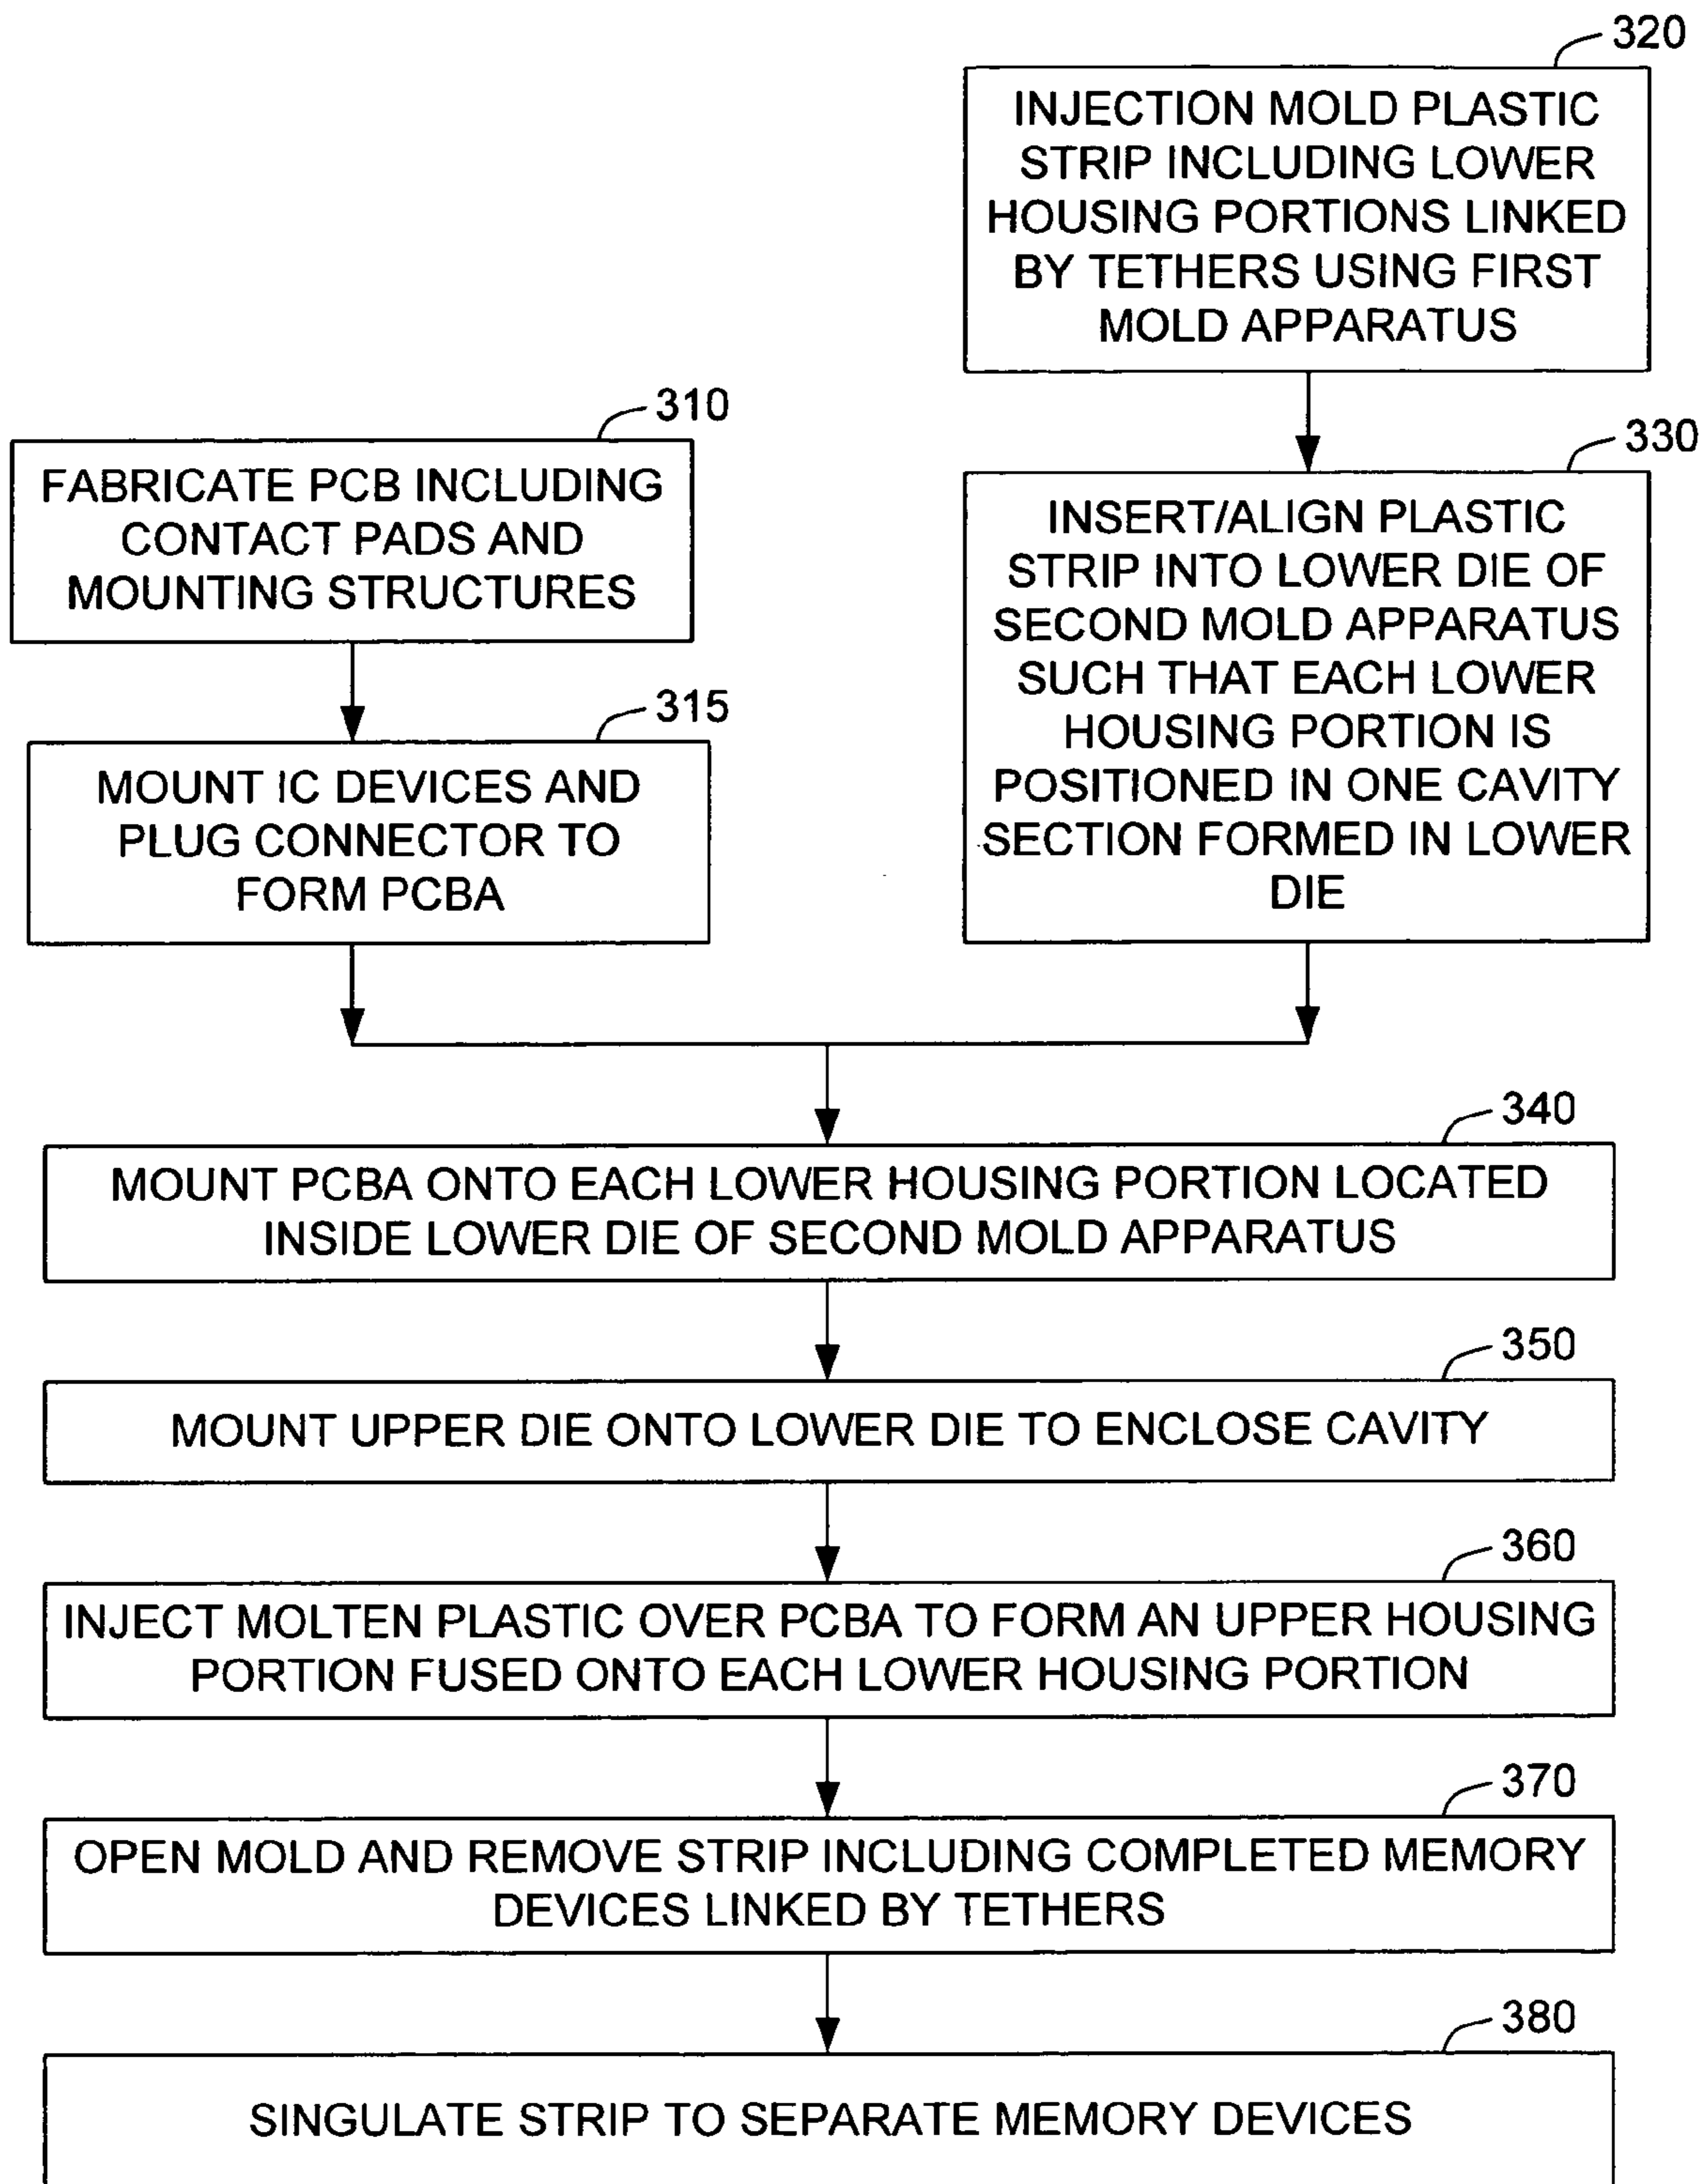 320
INJECTION MOLD PLASTIC
STRIP INCLUDING LOWER
HOUSING PORTIONS LINKED
BY TETHERS USING FIRST
MOLD APPARATUS
310
FABRICATE PCB INCLUDING
CONTACT PADS AND
MOUNTING STRUCTURES
330
INSERT/ALIGN PLASTIC
STRIP INTO LOWER DIE OF
SECOND MOLD APPARATUS
SUCH THAT EACH LOWER
HOUSING PORTION IS
POSITIONED IN ONE CAVITY
SECTION FORMED IN LOWER
DIE
315
MOUNT IC DEVICES AND
PLUG CONNECTOR TO
FORM PCBA
340
MOUNT PCBA ONTO EACH LOWER HOUSING PORTION LOCATED
INSIDE LOWER DIE OF SECOND MOLD APPARATUS
350
MOUNT UPPER DIE ONTO LOWER DIE TO ENCLOSE CAVITY
360
INJECT MOLTEN PLASTIC OVER PCBA TO FORM AN UPPER HOUSING
PORTION FUSED ONTO EACH LOWER HOUSING PORTION
370
OPEN MOLD AND REMOVE STRIP INCLUDING COMPLETED MEMORY
DEVICES LINKED BY TETHERS
380
SINGULATE STRIP TO SEPARATE MEMORY DEVICES